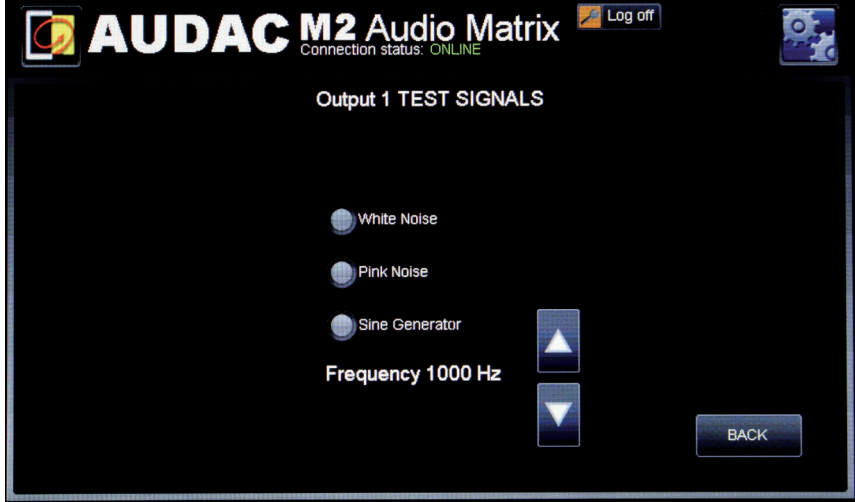 AUDAC M2 Audio Matrix
Log off
Connection status: ONLINE
Output 1 TEST SIGNALS
White Noise
Pink Noise
Sine Generator
Frequency 1000 Hz
BACK